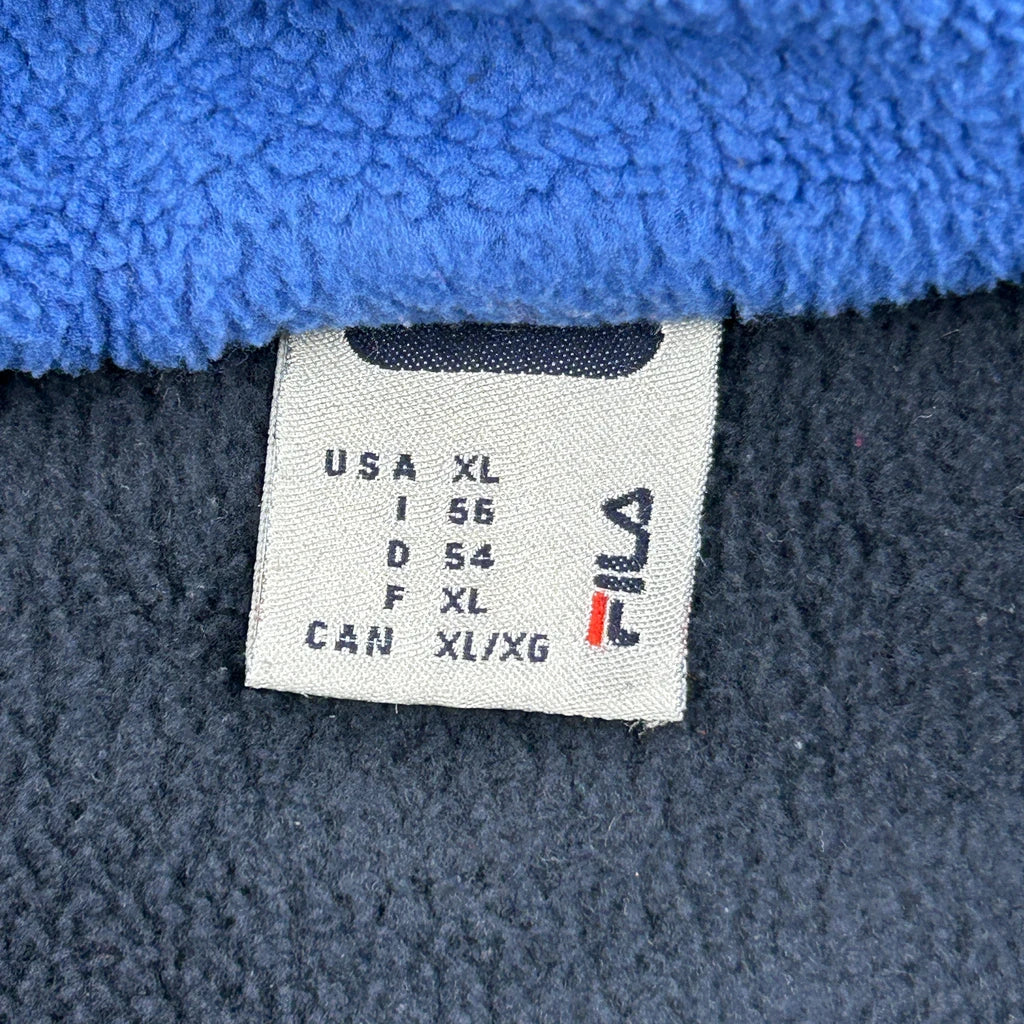 USA XL
I 56
D 54
F XL
CAN XL/XG
FILA